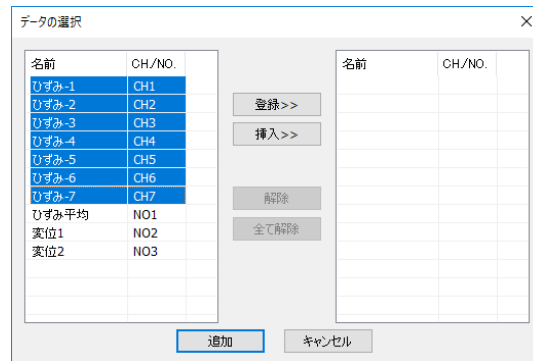 データの選択
名前 CH./NO.
ひずみ-1 CH1
ひずみ-2 CH2
ひずみ-3 CH3
ひずみ-4 CH4
ひずみ-5 CH5
ひずみ-6 CH6
ひずみ-7 CH7
ひずみ平均 NO1
変位1 NO2
変位2 NO3
登録>>
挿入>>
解除
全て解除
名前 CH./NO.
追加
キャンセル